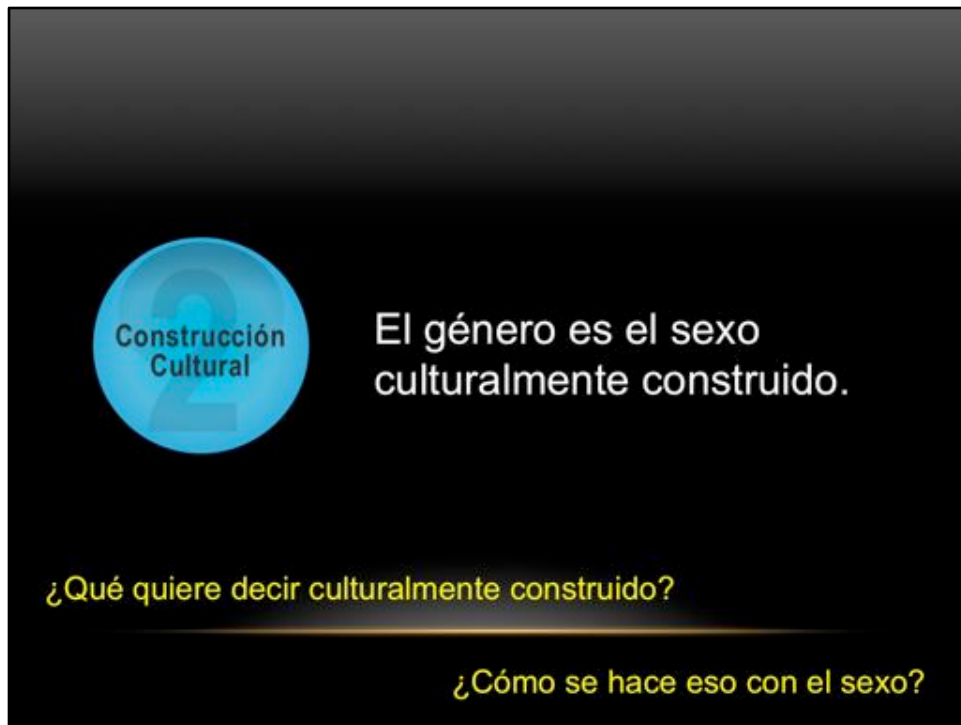 2
Construcción
Cultural
El género es el sexo
culturalmente construido.
¿Qué quiere decir culturalmente construido?
¿Cómo se hace eso con el sexo?